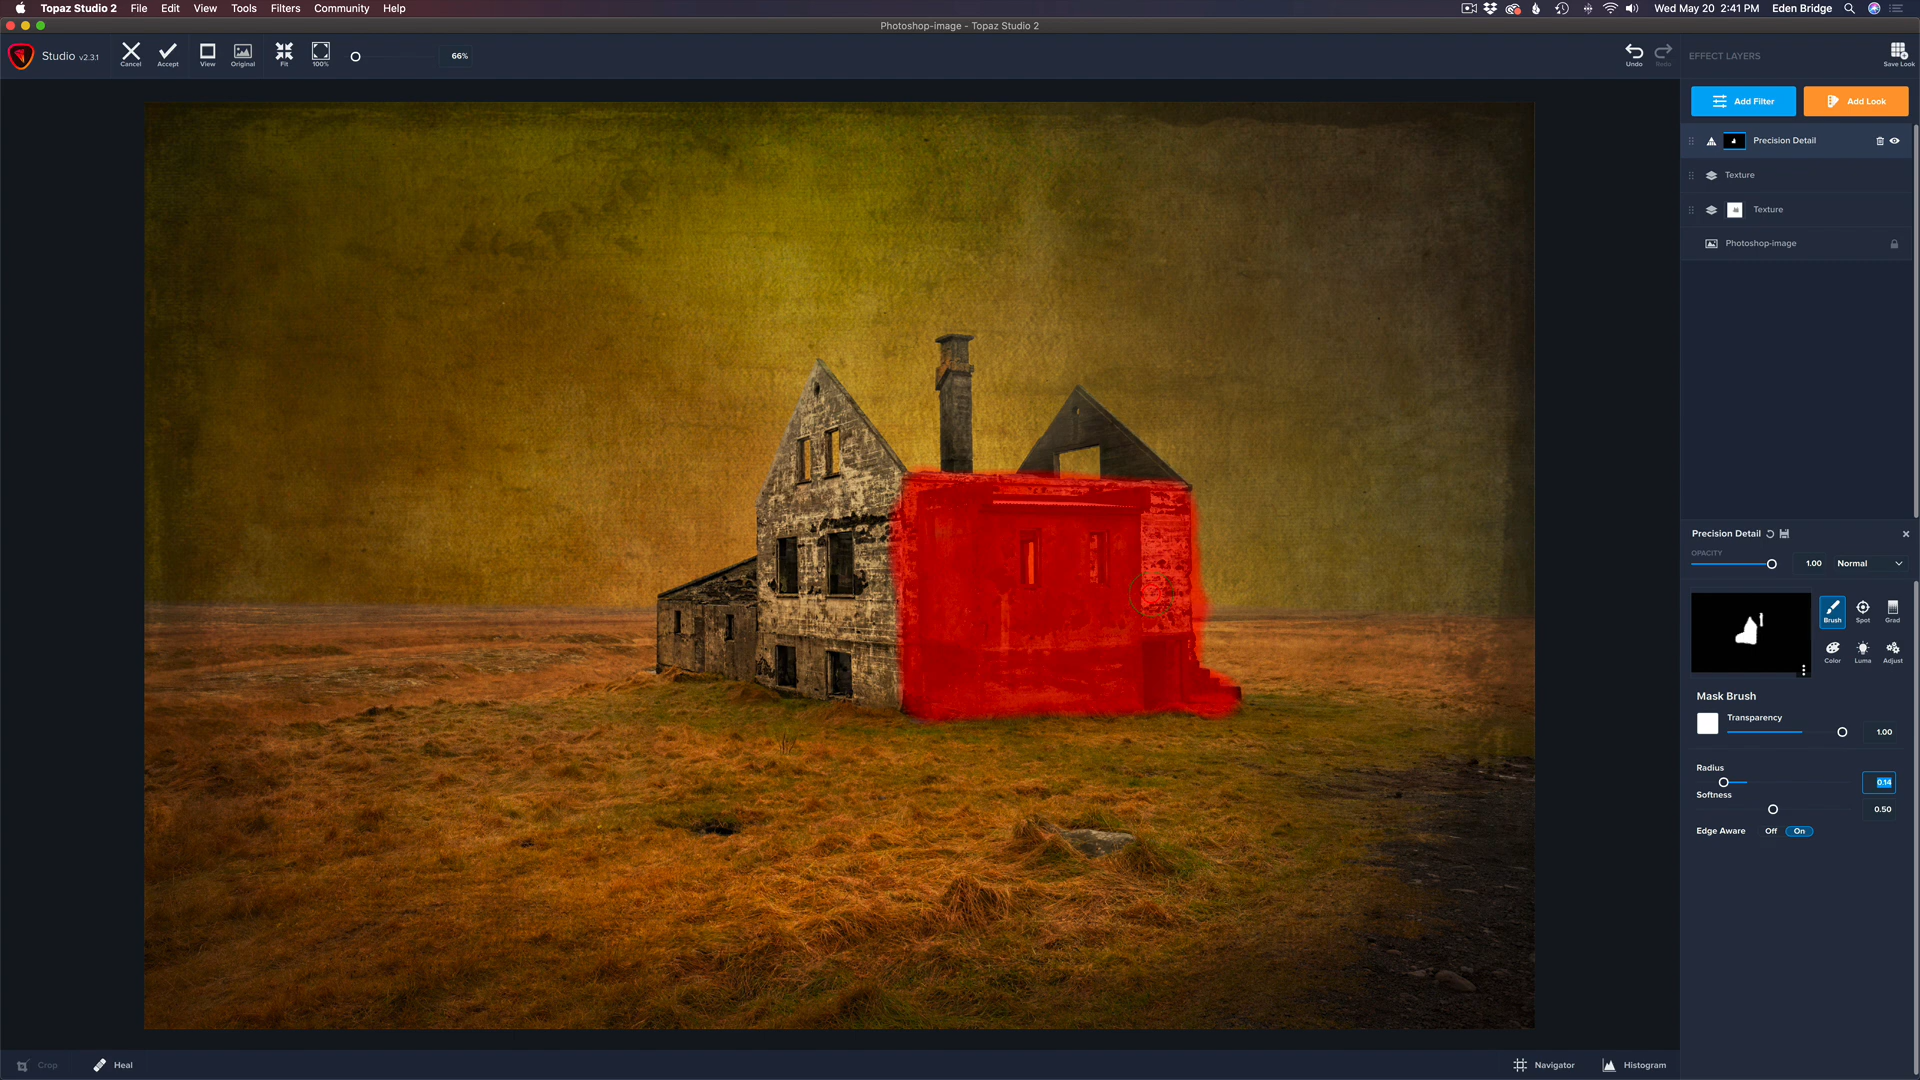 Topaz Studio 2 File Edit View Tools Filters Community Help
Wed May 20 2:41 PM Eden Bridge
Photoshop-image - Topaz Studio 2
Studio v2.3.1
Cancel Accept View Original Fit 100% 66%
Undo Redo
EFFECT LAYERS
Save Look
Add Filter Add Look
Precision Detail
Texture
Texture
Photoshop-image
Precision Detail
OPACITY
1.00 Normal
Brush Spot Grad
Color Luma Adjust
Mask Brush
Transparency
1.00
Radius
0.14
Softness
0.50
Edge Aware Off On
Crop Heal Navigator Histogram